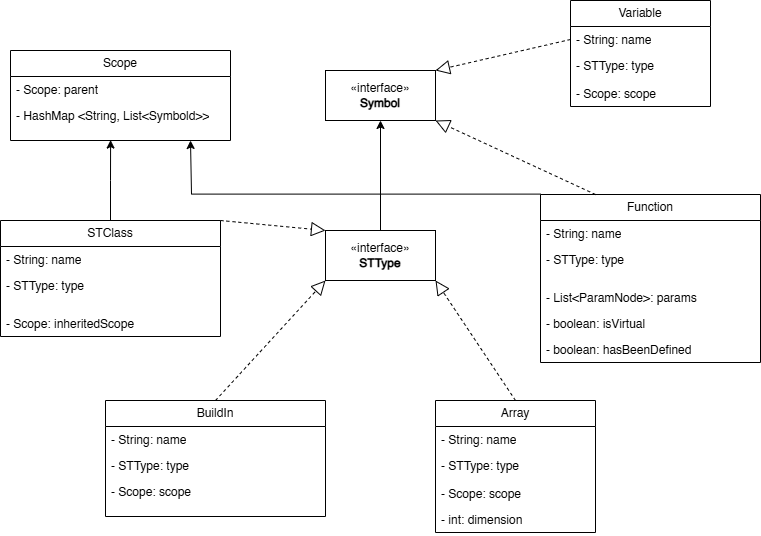 Variable
- String: name
- STType: type
- Scope: scope
Scope
- Scope: parent
- HashMap <String, List<Symbold>>
«interface»
Symbol
STClass
- String: name
- STType: type
- Scope: inheritedScope
«interface»
STType
Function
- String: name
- STType: type
- List<ParamNode>: params
- boolean: isVirtual
- boolean: hasBeenDefined
BuildIn
- String: name
- STType: type
- Scope: scope
Array
- String: name
- STType: type
- Scope: scope
- int: dimension